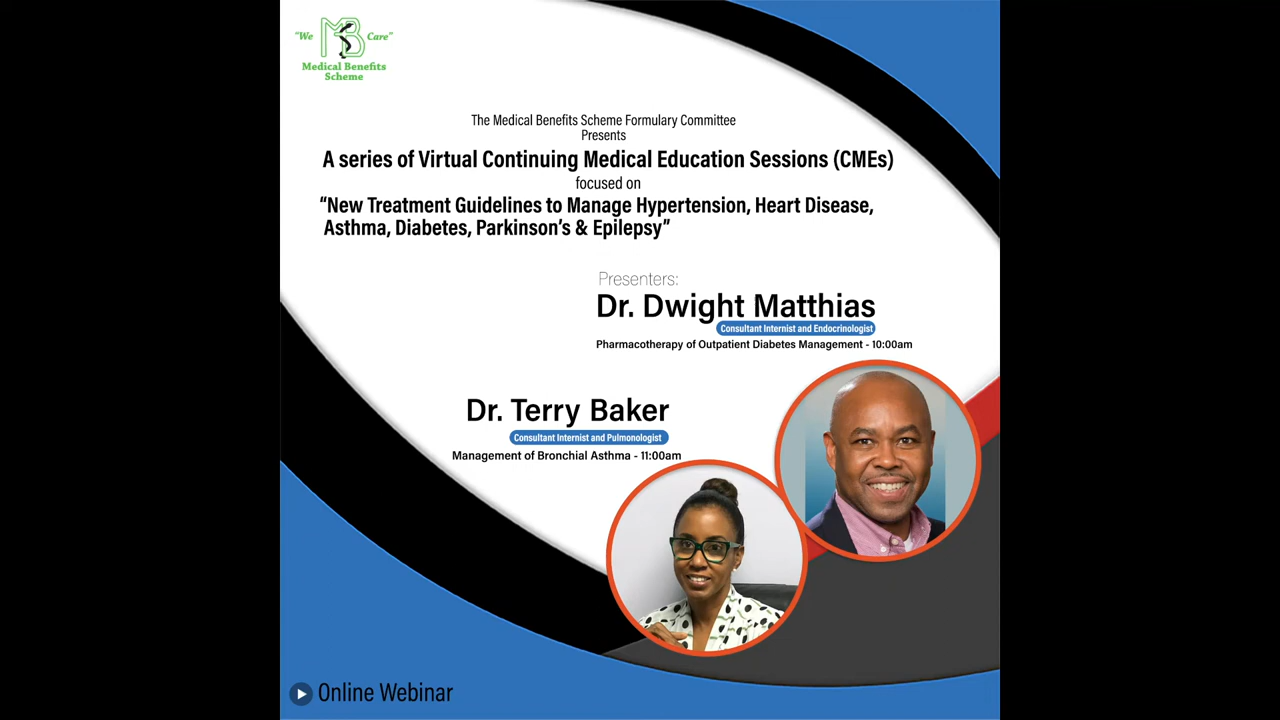 "We Care"
MB
Medical Benefits
Scheme
The Medical Benefits Scheme Formulary Committee
Presents
A series of Virtual Continuing Medical Education Sessions (CMEs)
focused on
“New Treatment Guidelines to Manage Hypertension, Heart Disease,
Asthma, Diabetes, Parkinson’s & Epilepsy”
Presenters:
Dr. Dwight Matthias
Consultant Internist and Endocrinologist
Pharmacotherapy of Outpatient Diabetes Management - 10:00am
Dr. Terry Baker
Consultant Internist and Pulmonologist
Management of Bronchial Asthma - 11:00am
Online Webinar